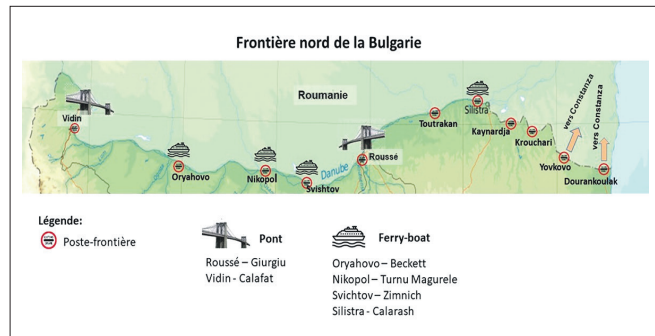 Frontière nord de la Bulgarie
Roumanie
vers Constanza
vers Constanza
Vidin
Silistra
Toutrakan
Kaynardja
Krouchari
Roussé
Danube
Oryahovo
Nikopol
Svishtov
Yovkovo
Dourankoulak
Légende:
Poste-frontière
Pont
Roussé – Giurgiu
Vidin - Calafat
Ferry-boat
Oryahovo – Beckett
Nikopol – Turnu Magurele
Svichtov – Zimnich
Silistra - Calarash